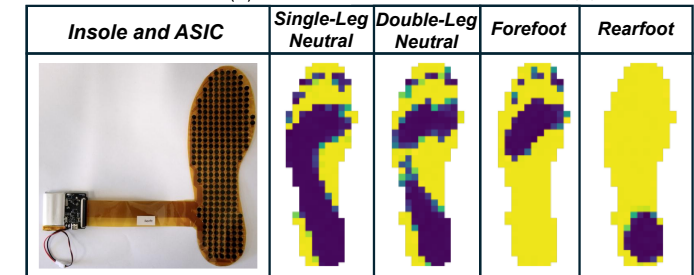 Insole and ASIC
Single-Leg
Neutral
Double-Leg
Neutral
Forefoot
Rearfoot